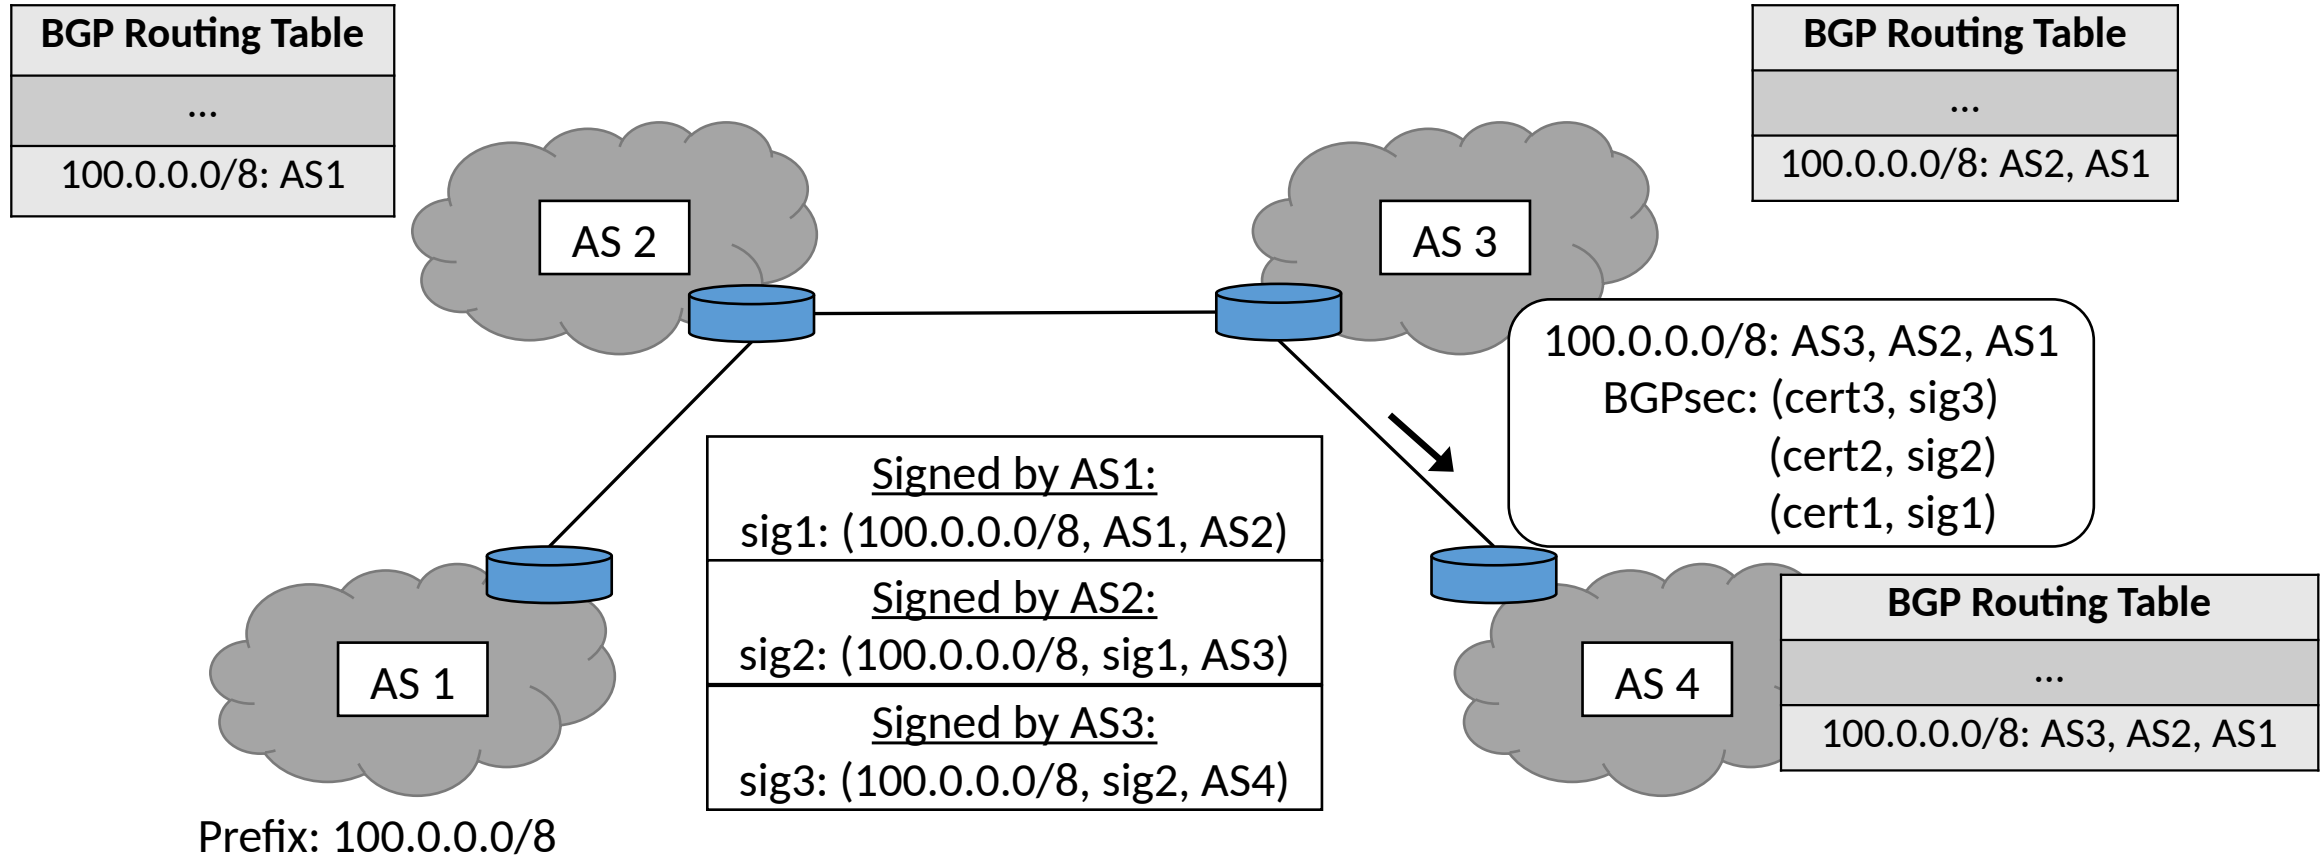 BGP Routing Table
...
100.0.0.0/8: AS1
BGP Routing Table
...
100.0.0.0/8: AS2, AS1
AS 2
AS 3
100.0.0.0/8: AS3, AS2, AS1
BGPsec: (cert3, sig3)
(cert2, sig2)
(cert1, sig1)
Signed by AS1:
sig1: (100.0.0.0/8, AS1, AS2)
Signed by AS2:
sig2: (100.0.0.0/8, sig1, AS3)
Signed by AS3:
sig3: (100.0.0.0/8, sig2, AS4)
AS 1
Prefix: 100.0.0.0/8
AS 4
BGP Routing Table
...
100.0.0.0/8: AS3, AS2, AS1